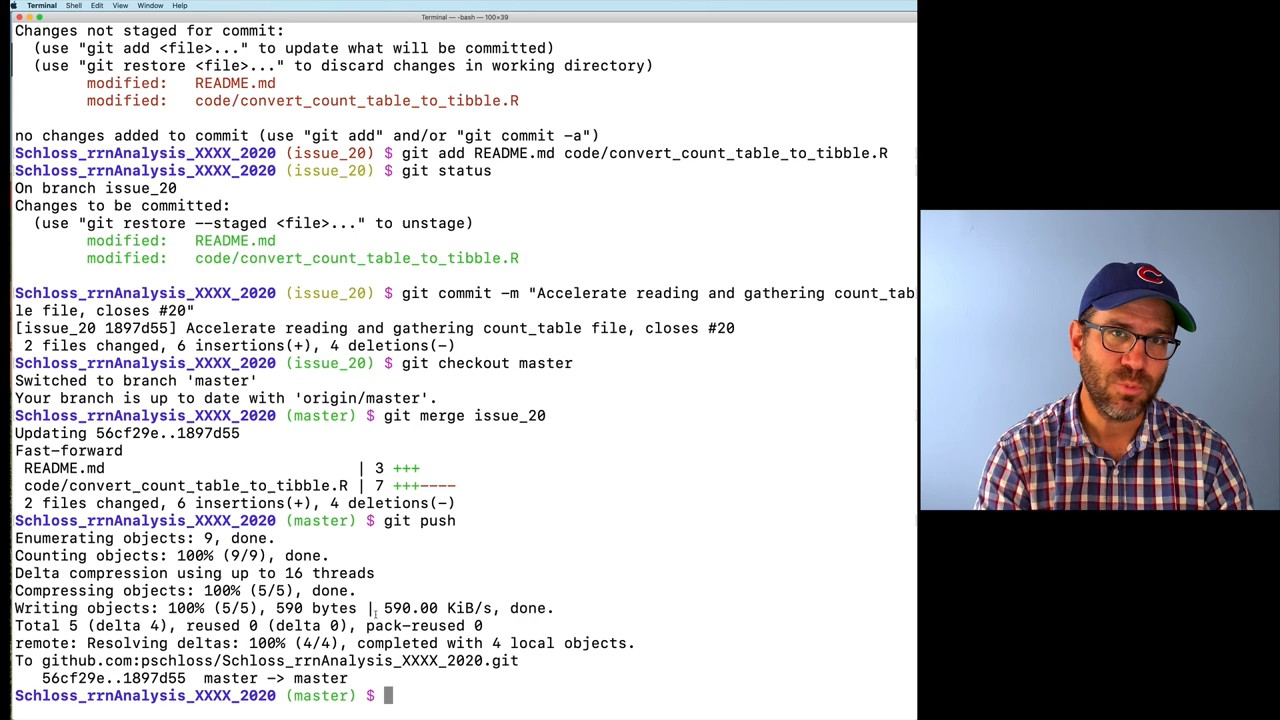 Terminal Shell Edit View Window Help
Terminal — -bash — 100×39
Changes not staged for commit:
(use "git add <file>..." to update what will be committed)
(use "git restore <file>..." to discard changes in working directory)
modified: README.md
modified: code/convert_count_table_to_tibble.R
no changes added to commit (use "git add" and/or "git commit -a")
Schloss_rrnAnalysis_XXXX_2020 (issue_20) $ git add README.md code/convert_count_table_to_tibble.R
Schloss_rrnAnalysis_XXXX_2020 (issue_20) $ git status
On branch issue_20
Changes to be committed:
(use "git restore --staged <file>..." to unstage)
modified: README.md
modified: code/convert_count_table_to_tibble.R
Schloss_rrnAnalysis_XXXX_2020 (issue_20) $ git commit -m "Accelerate reading and gathering count_tab
le file, closes #20"
[issue_20 1897d55] Accelerate reading and gathering count_table file, closes #20
2 files changed, 6 insertions(+), 4 deletions(-)
Schloss_rrnAnalysis_XXXX_2020 (issue_20) $ git checkout master
Switched to branch 'master'
Your branch is up to date with 'origin/master'.
Schloss_rrnAnalysis_XXXX_2020 (master) $ git merge issue_20
Updating 56cf29e..1897d55
Fast-forward
README.md | 3 +++
code/convert_count_table_to_tibble.R | 7 +++----
2 files changed, 6 insertions(+), 4 deletions(-)
Schloss_rrnAnalysis_XXXX_2020 (master) $ git push
Enumerating objects: 9, done.
Counting objects: 100% (9/9), done.
Delta compression using up to 16 threads
Compressing objects: 100% (5/5), done.
Writing objects: 100% (5/5), 590 bytes | 590.00 KiB/s, done.
Total 5 (delta 4), reused 0 (delta 0), pack-reused 0
remote: Resolving deltas: 100% (4/4), completed with 4 local objects.
To github.com:pschloss/Schloss_rrnAnalysis_XXXX_2020.git
56cf29e..1897d55 master -> master
Schloss_rrnAnalysis_XXXX_2020 (master) $
C